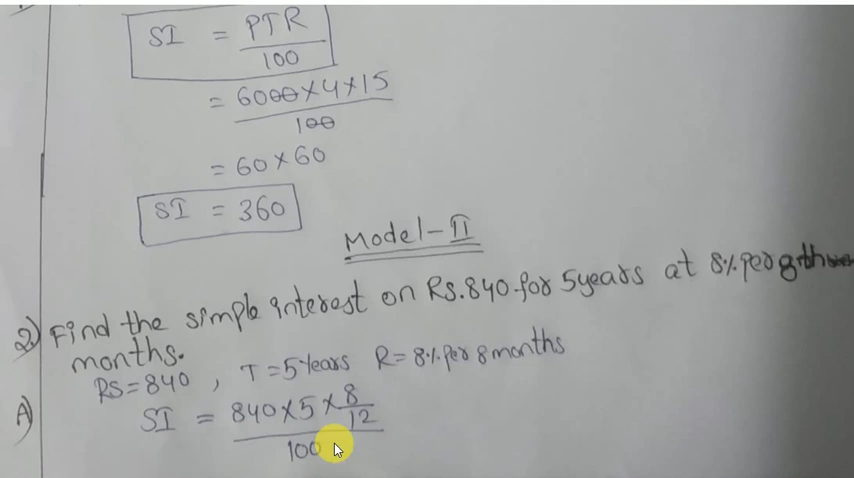 SI = PTR
100
= 6000×4×15
100
= 60×60
SI = 360
Model-II
2) Find the simple interest on Rs.840 for 5years at 8% per 8
months.
RS=840, T=5Years R=8% per 8months
A) SI = 840×5×8/12
100